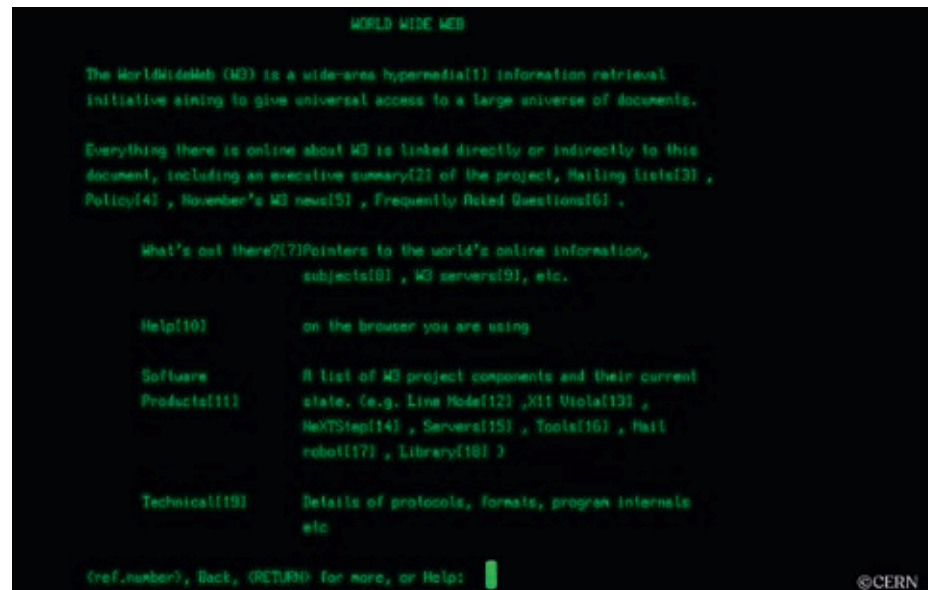 WORLD WIDE WEB
The WorldWideWeb (W3) is a wide-area hypermedia[1] information retrieval
initiative aiming to give universal access to a large universe of documents.
Everything there is online about W3 is linked directly or indirectly to this
document, including an executive summary[2] of the project, Mailing lists[3] ,
Policy[4] , November's W3 news[5] , Frequently Asked Questions[6] .
What's out there?[7]Pointers to the world's online information,
subjects[8] , W3 servers[9], etc.
Help[10] on the browser you are using
Software A list of W3 project components and their current
Products[11] state. (e.g. Line Mode[12] ,X11 Viola[13] ,
NeXTStep[14] , Servers[15] , Tools[16] , Mail
robot[17] , Library[18] )
Technical[19] Details of protocols, formats, program internals
etc
<ref.number>, Back, <RETURN> for more, or Help:
©CERN